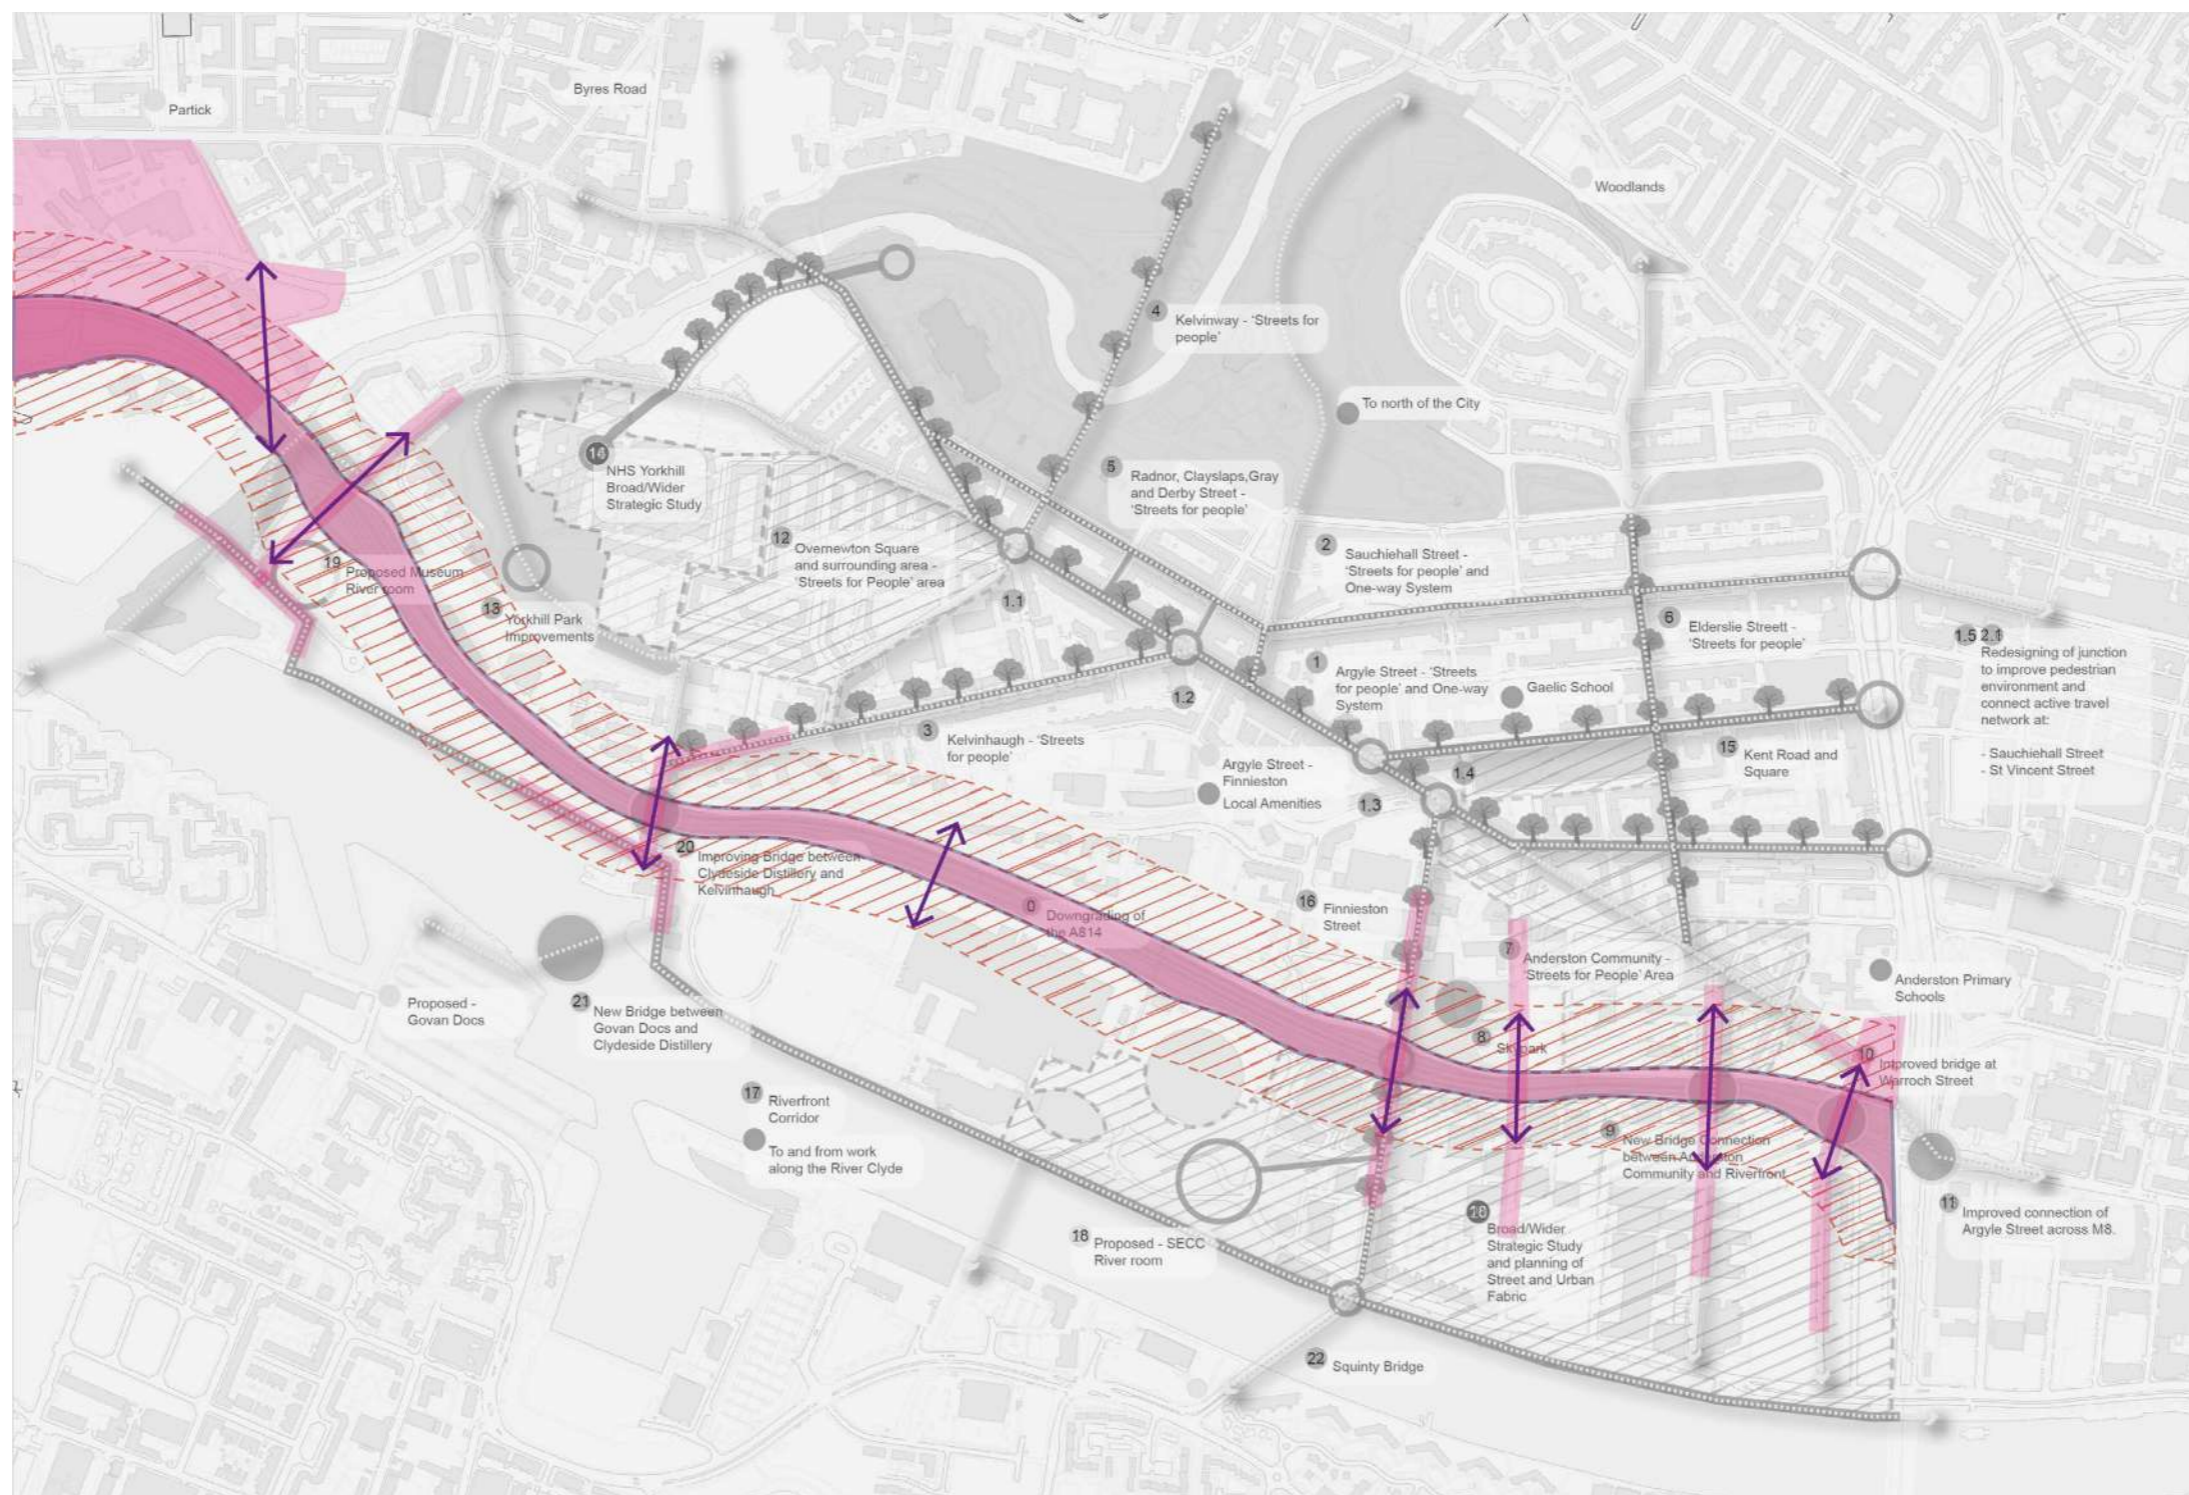 Byres Road
Partick
Woodlands
4
Kelvinway - 'Streets for
people'
To north of the City
16
NHS Yorkhill
Broad/Wider
Strategic Study
5
Radnor, Clayslaps,Gray
and Derby Street -
'Streets for people'
12
Overnewton Square
and surrounding area -
'Streets for People' area
2
Sauchiehall Street -
'Streets for people' and
One-way System
19
Proposed Museum
River room
13
Yorkhill Park
Improvements
1.1
6
Elderslie Streett -
'Streets for people'
1.5 2.1
Redesigning of junction
to improve pedestrian
environment and
connect active travel
network at:
- Sauchiehall Street
- St Vincent Street
1
Argyle Street - 'Streets
for people' and One-way
System
Gaelic School
1.2
3
Kelvinhaugh - 'Streets
for people'
15
Kent Road and
Square
Argyle Street -
Finnieston
Local Amenities
1.4
1.3
20
Improving Bridge between
Clydeside Distillery and
Kelvinhaugh
0
Downgrading of
the A814
16
Finnieston
Street
7
Anderston Community -
'Streets for People' Area
Anderston Primary
Schools
Proposed -
Govan Docs
21
New Bridge between
Govan Docs and
Clydeside Distillery
8
Skypark
10
Improved bridge at
Warroch Street
17
Riverfront
Corridor
To and from work
along the River Clyde
9
New Bridge Connection
between Anderston
Community and Riverfront
18
Proposed - SECC
River room
Broad/Wider
Strategic Study
and planning of
Street and Urban
Fabric
11
Improved connection of
Argyle Street across M8.
22
Squinty Bridge